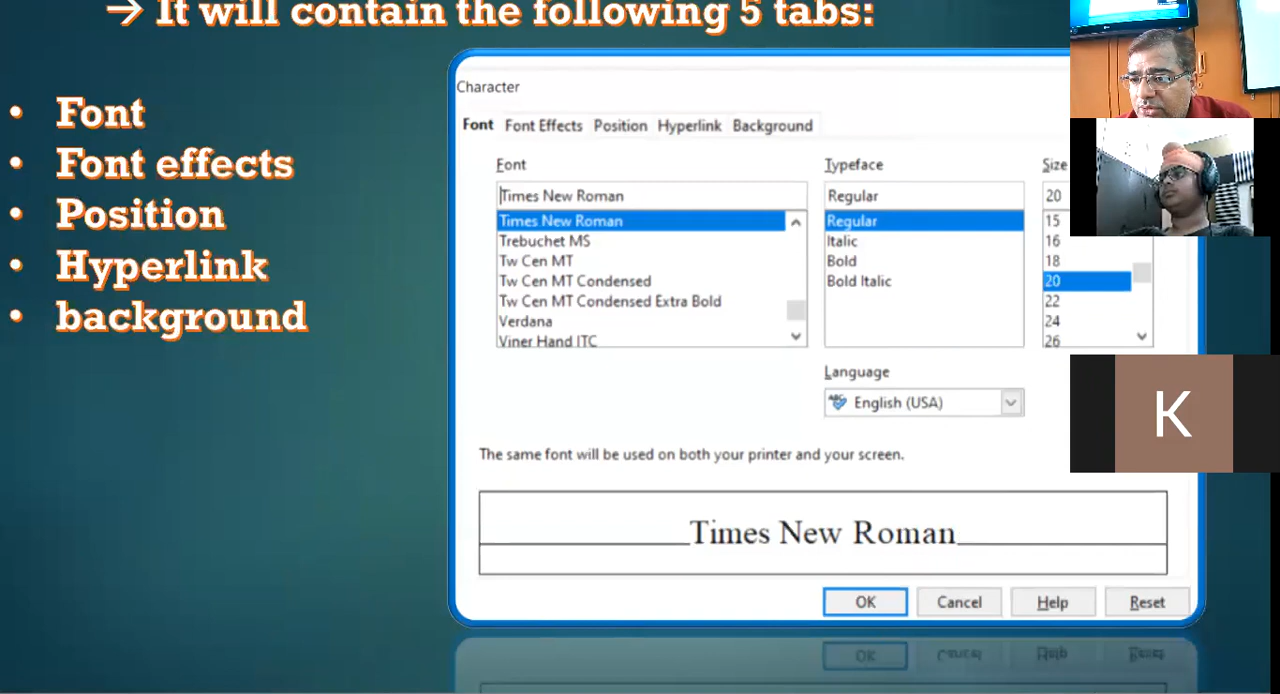 → It will contain the following 5 tabs:
• Font
• Font effects
• Position
• Hyperlink
• background
Character
Font Font Effects Position Hyperlink Background
Font Typeface Size
Times New Roman Regular 20
Times New Roman Regular 15
Trebuchet MS Italic 16
Tw Cen MT Bold 18
Tw Cen MT Condensed Bold Italic 20
Tw Cen MT Condensed Extra Bold 22
Verdana 24
Viner Hand ITC 26
Language
English (USA)
K
The same font will be used on both your printer and your screen.
Times New Roman
OK Cancel Help Reset
OK Cancel Help Reset